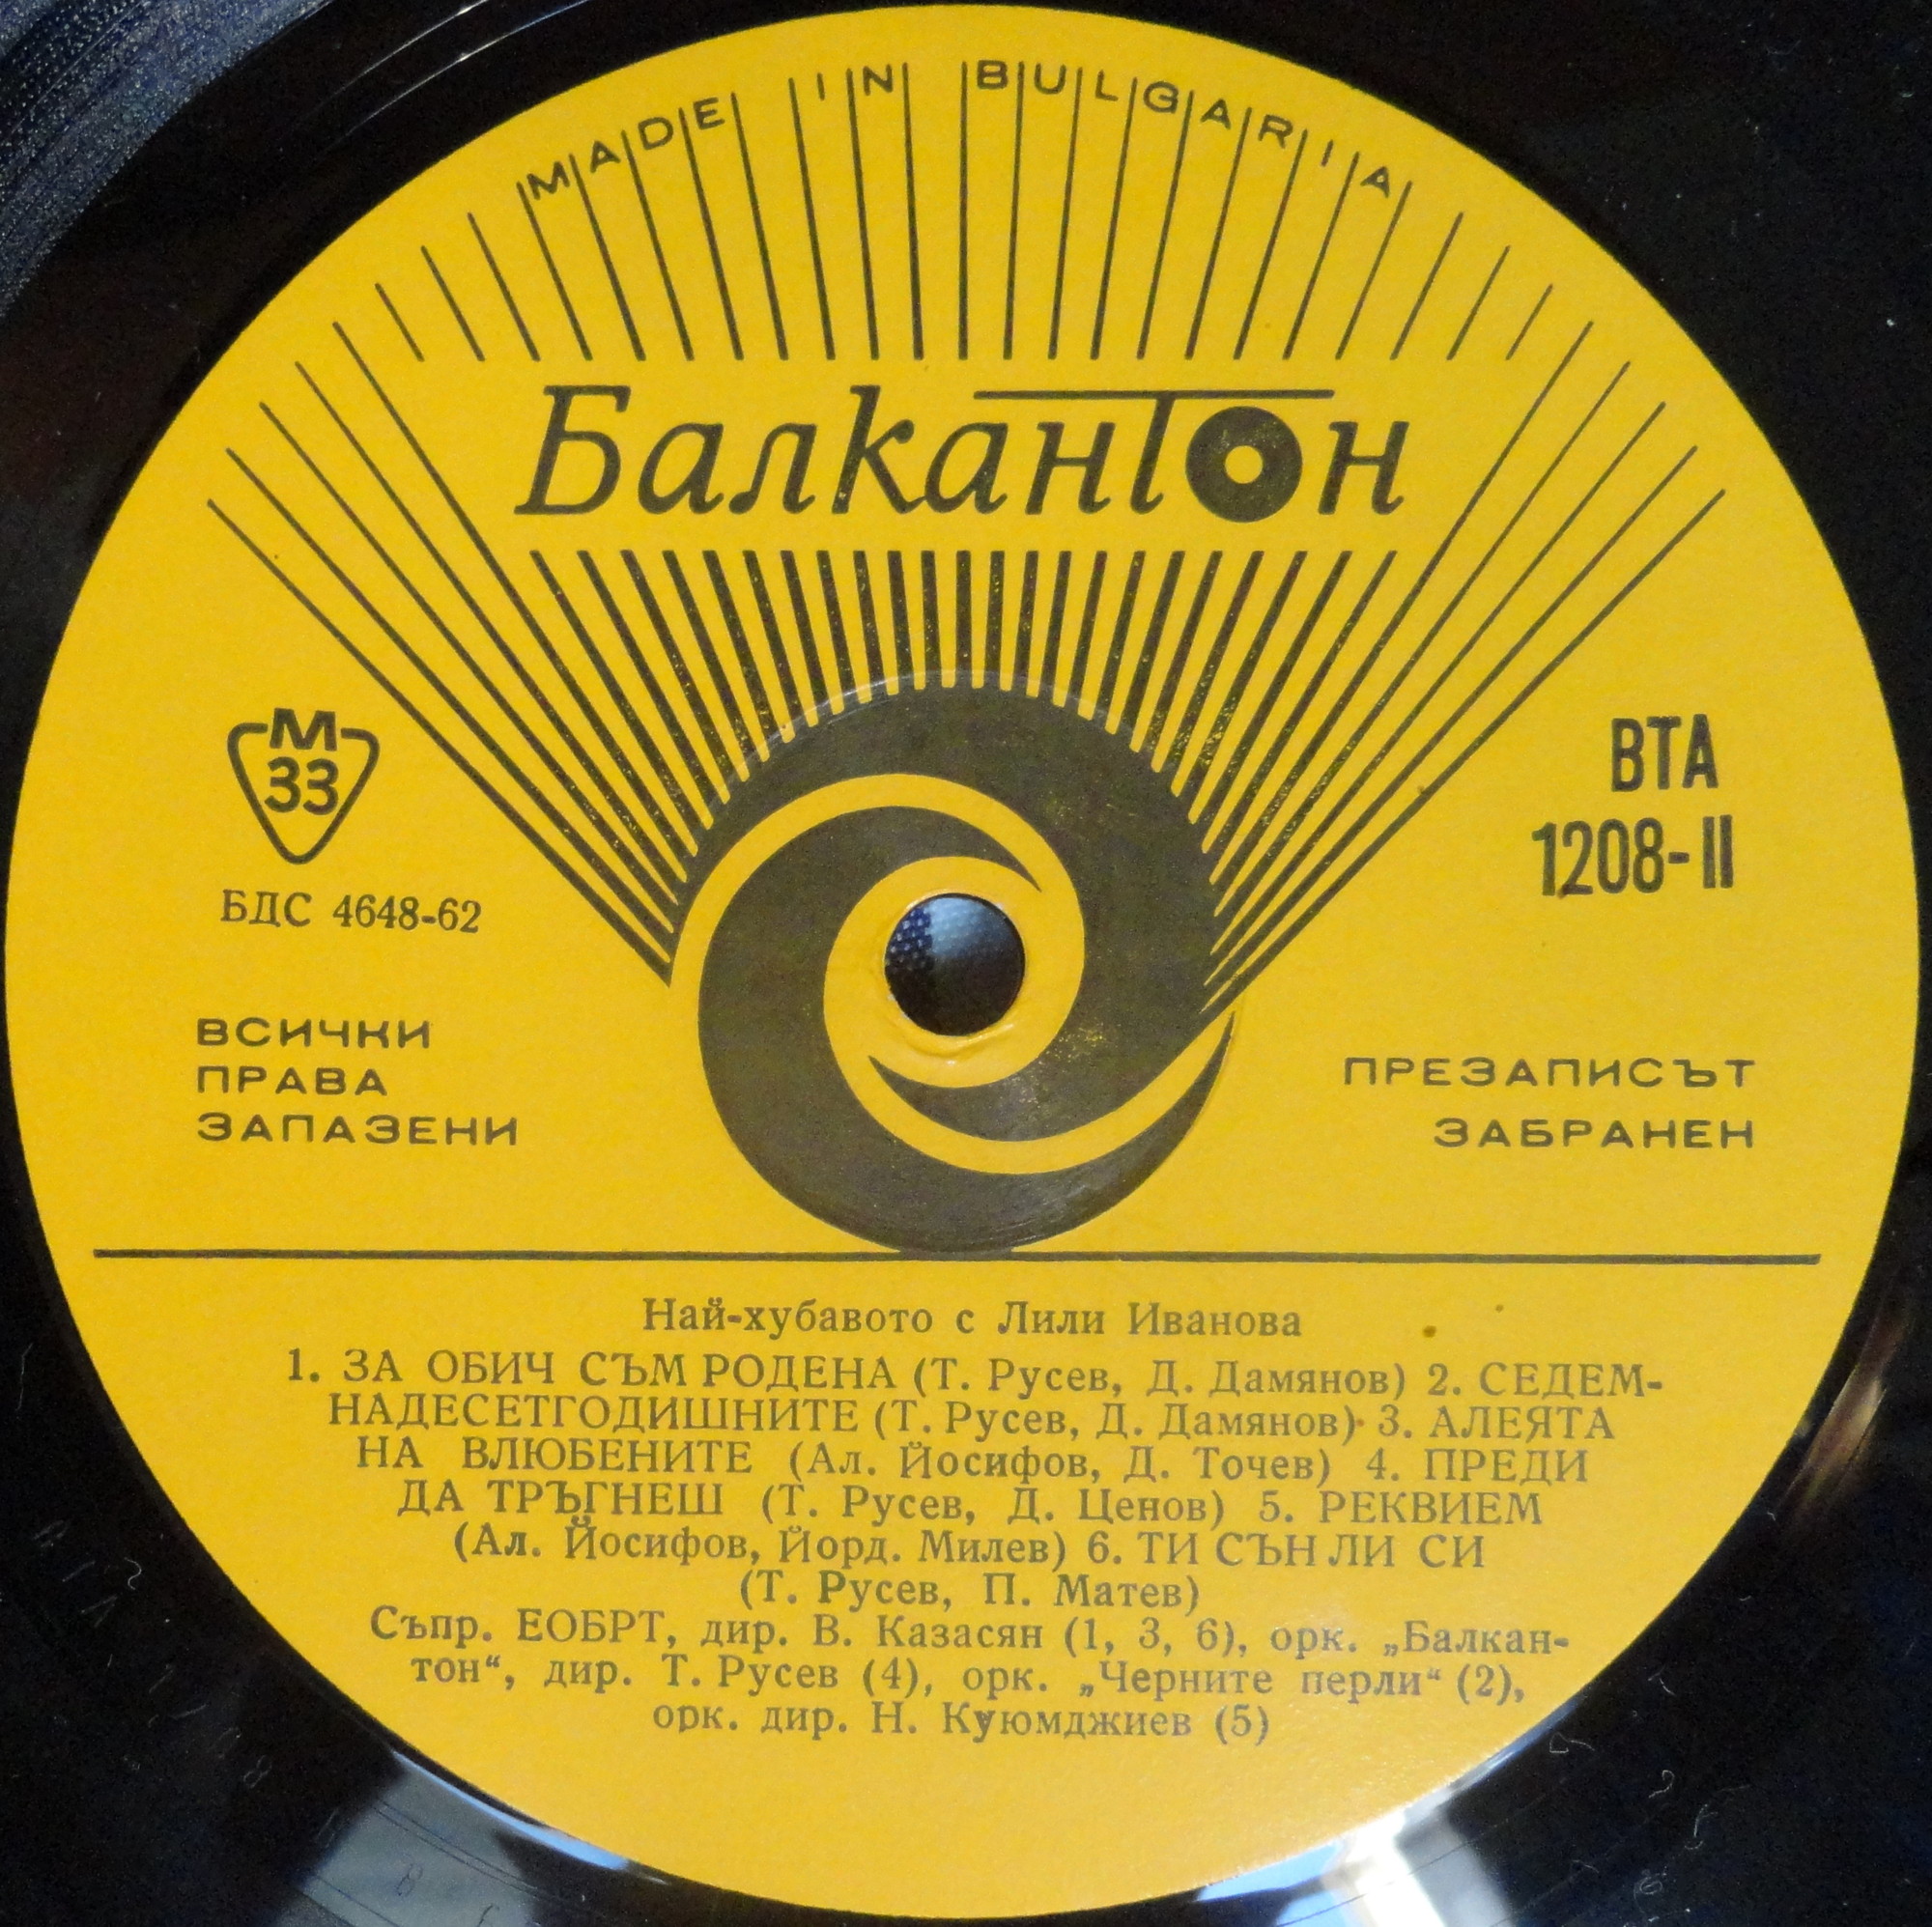 MADE IN BULGARIA
Балкантон
М
33
БДС 4648-62
ВТА
1208-II
ВСИЧКИ
ПРАВА
ЗАПАЗЕНИ
ПРЕЗАПИСЪТ
ЗАБРАНЕН
Най-хубавото с Лили Иванова
1. ЗА ОБИЧ СЪМ РОДЕНА (Т. Русев, Д. Дамянов) 2. СЕДЕМ-
НАДЕСЕТГОДИШНИТЕ (Т. Русев, Д. Дамянов) 3. АЛЕЯТА
НА ВЛЮБЕНИТЕ (Ал. Йосифов, Д. Точев) 4. ПРЕДИ
ДА ТРЪГНЕШ (Т. Русев, Д. Ценов) 5. РЕКВИЕМ
(Ал. Йосифов, Йорд. Милев) 6. ТИ СЪН ЛИ СИ
(Т. Русев, П. Матев)
Съпр. ЕОБРТ, дир. В. Казасян (1, 3, 6), орк. „Балкан-
тон“, дир. Т. Русев (4), орк. „Черните перли“ (2),
орк. дир. Н. Куюмджиев (5)